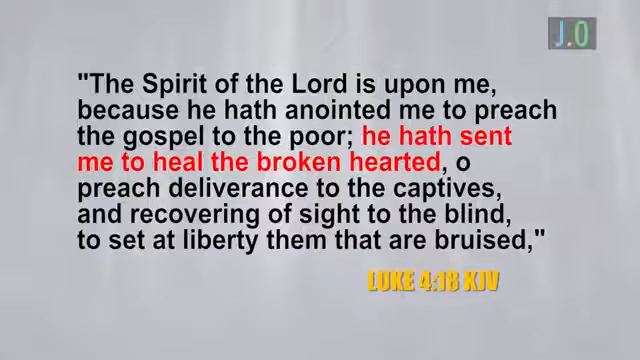 J.O
"The Spirit of the Lord is upon me,
because he hath anointed me to preach
the gospel to the poor; he hath sent
me to heal the broken hearted, o
preach deliverance to the captives,
and recovering of sight to the blind,
to set at liberty them that are bruised,"
LUKE 4:18 KJV